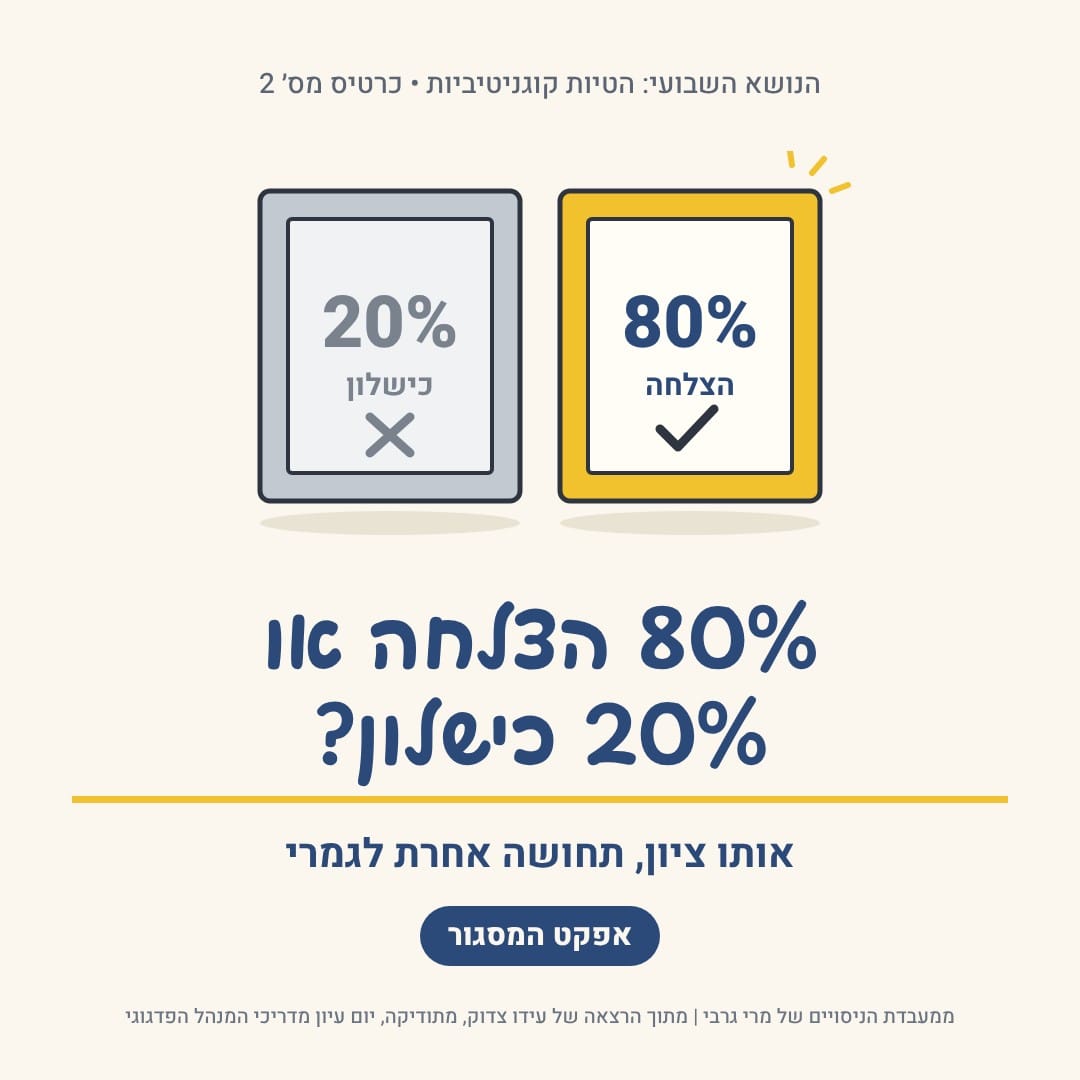 הנושא השבועי: הטיות קוגניטיביות • כרטיס מס׳ 2
80%
הצלחה
20%
כישלון
80% הצלחה או
20% כישלון?
אותו ציון, תחושה אחרת לגמרי
אפקט המסגור
ממעבדת הניסויים של מרי גרבי | מתוך הרצאה של עידו צדוק, מתודיקה, יום עיון מדריכי המנהל הפדגוגי